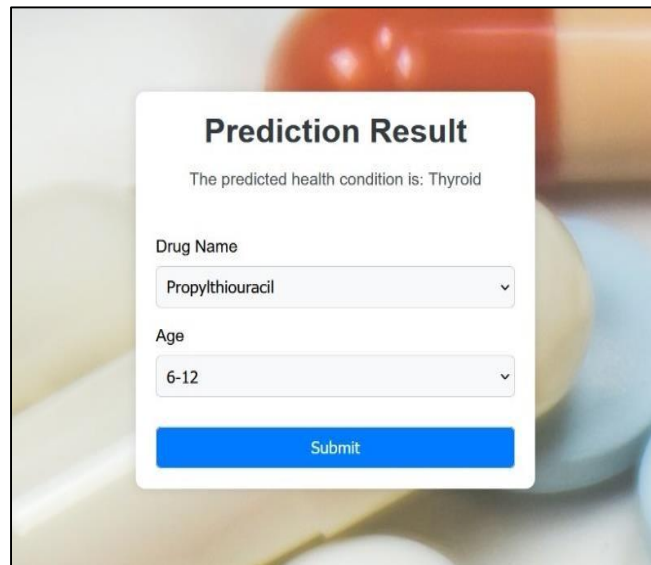 Prediction Result
The predicted health condition is: Thyroid
Drug Name
Propylthiouracil
Age
6-12
Submit